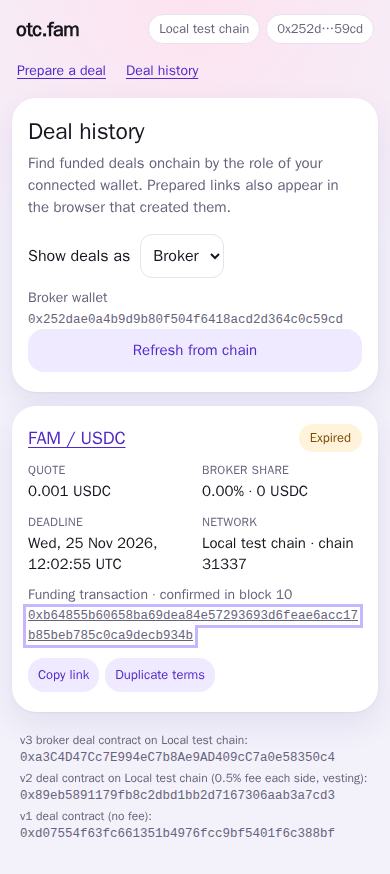 otc.fam
Local test chain
0x252d···59cd
Prepare a deal
Deal history
Deal history
Find funded deals onchain by the role of your
connected wallet. Prepared links also appear in
the browser that created them.
Show deals as
Broker
Broker wallet
0x252dae0a4b9d9b80f504f6418acd2d364c0c59cd
Refresh from chain
FAM / USDC
Expired
QUOTE
0.001 USDC
BROKER SHARE
0.00% · 0 USDC
DEADLINE
Wed, 25 Nov 2026,
12:02:55 UTC
NETWORK
Local test chain · chain
31337
Funding transaction · confirmed in block 10
0xb64855b60658ba69dea84e57293693d6feae6acc17
b85beb785c0ca9decb934b
Copy link
Duplicate terms
v3 broker deal contract on Local test chain:
0xa3C4D47Cc7E994eC7b8Ae9AD409cC7a0e58350c4
v2 deal contract on Local test chain (0.5% fee each side, vesting):
0x89eb5891179fb8c2dbd1bb2d7167306aab3a7cd3
v1 deal contract (no fee):
0xd07554f63fc661351b4976fcc9bf5401f6c388bf